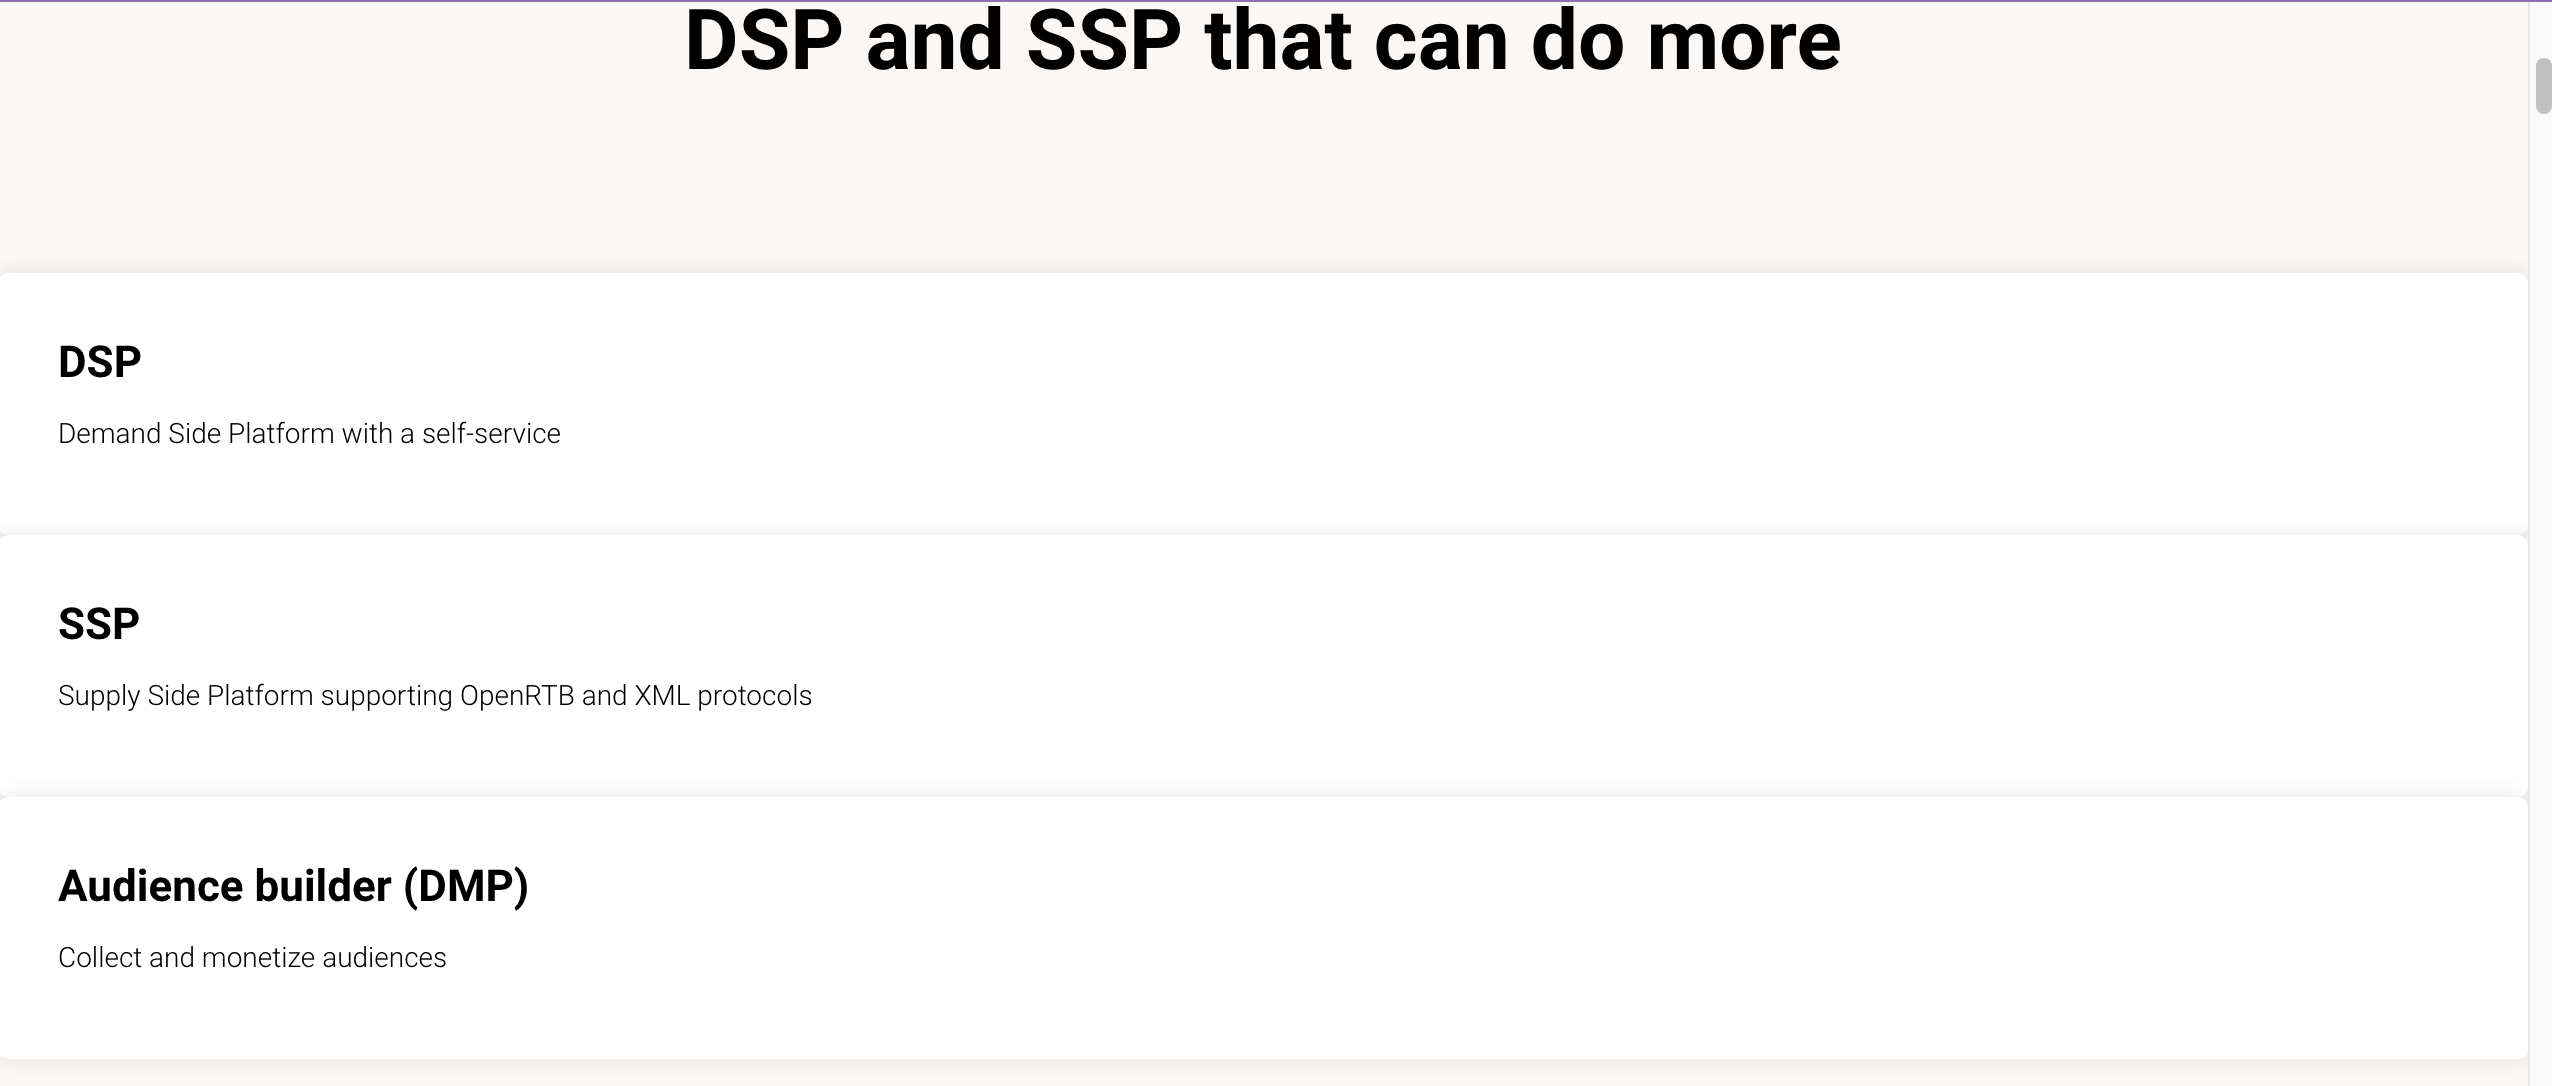 DSP and SSP that can do more
DSP
Demand Side Platform with a self-service
SSP
Supply Side Platform supporting OpenRTB and XML protocols
Audience builder (DMP)
Collect and monetize audiences